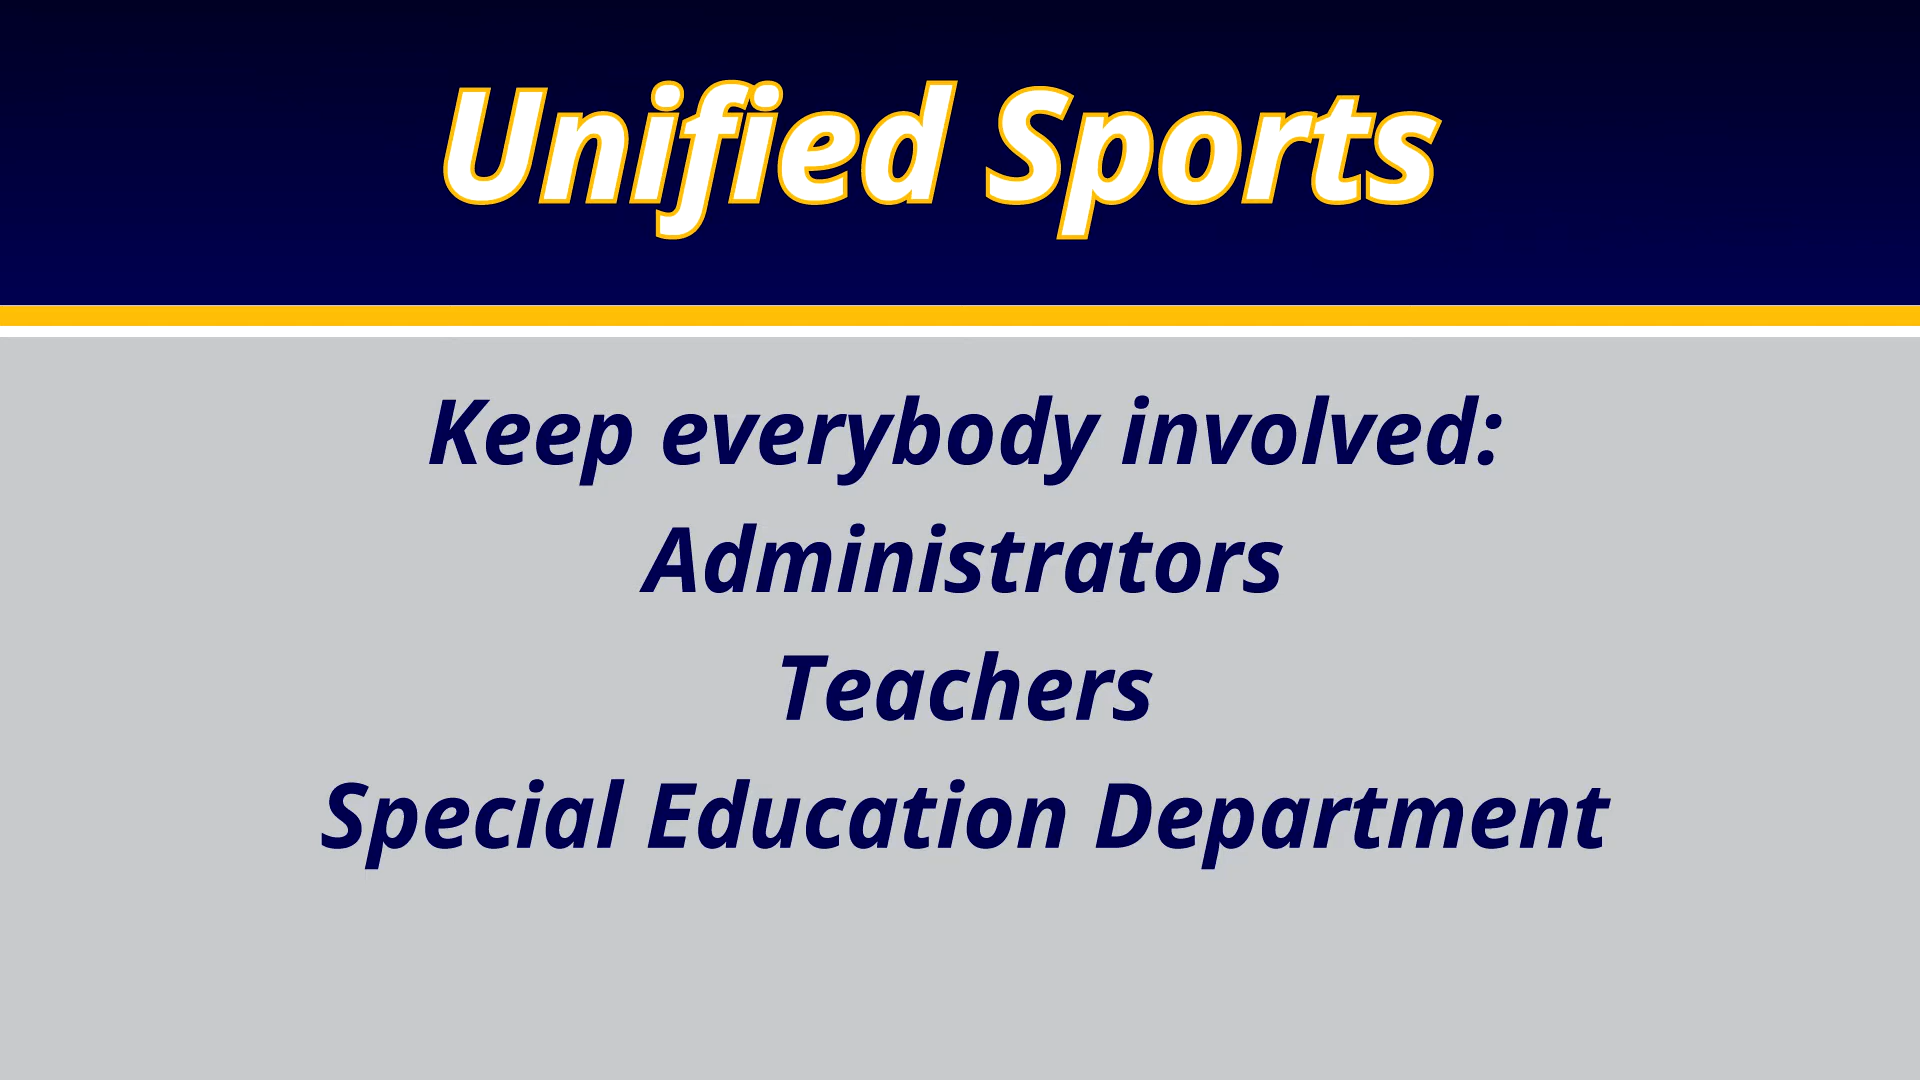 Unified Sports
Keep everybody involved:
Administrators
Teachers
Special Education Department